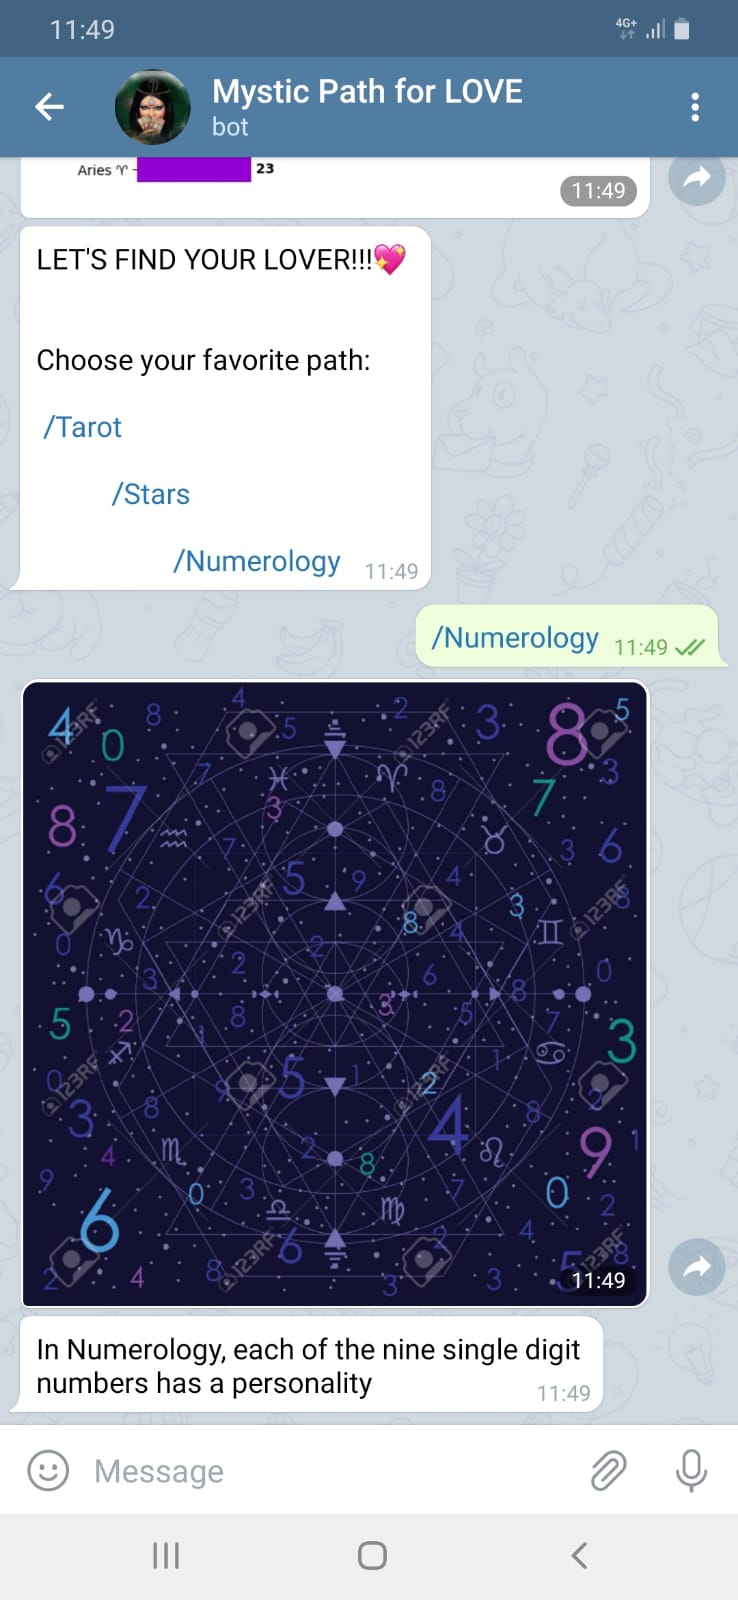 11:49
4G+
Mystic Path for LOVE
bot
Aries ♈ 23
11:49
LET'S FIND YOUR LOVER!!!💖
Choose your favorite path:
/Tarot
/Stars
/Numerology 11:49
/Numerology 11:49
123RF
11:49
In Numerology, each of the nine single digit
numbers has a personality
11:49
Message